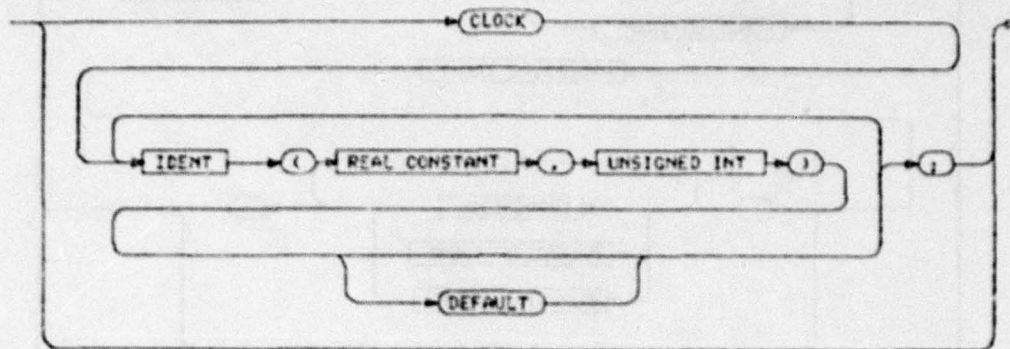 CLOCK
IDENT ( REAL CONSTANT , UNSIGNED INT ) ;
DEFAULT